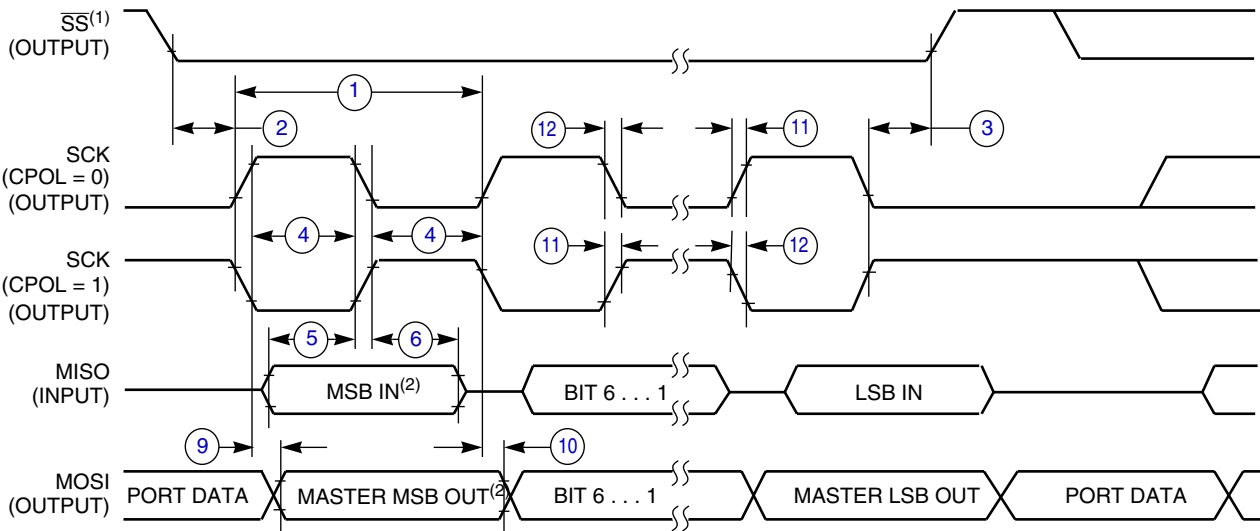 SS(1)
(OUTPUT)
1
2
12
11
3
SCK
(CPOL = 0)
(OUTPUT)
4
4
11
12
SCK
(CPOL = 1)
(OUTPUT)
5
6
MISO
(INPUT)
MSB IN(2)
BIT 6 . . . 1
LSB IN
9
10
MOSI
(OUTPUT)
PORT DATA
MASTER MSB OUT(2
BIT 6 . . . 1
MASTER LSB OUT
PORT DATA